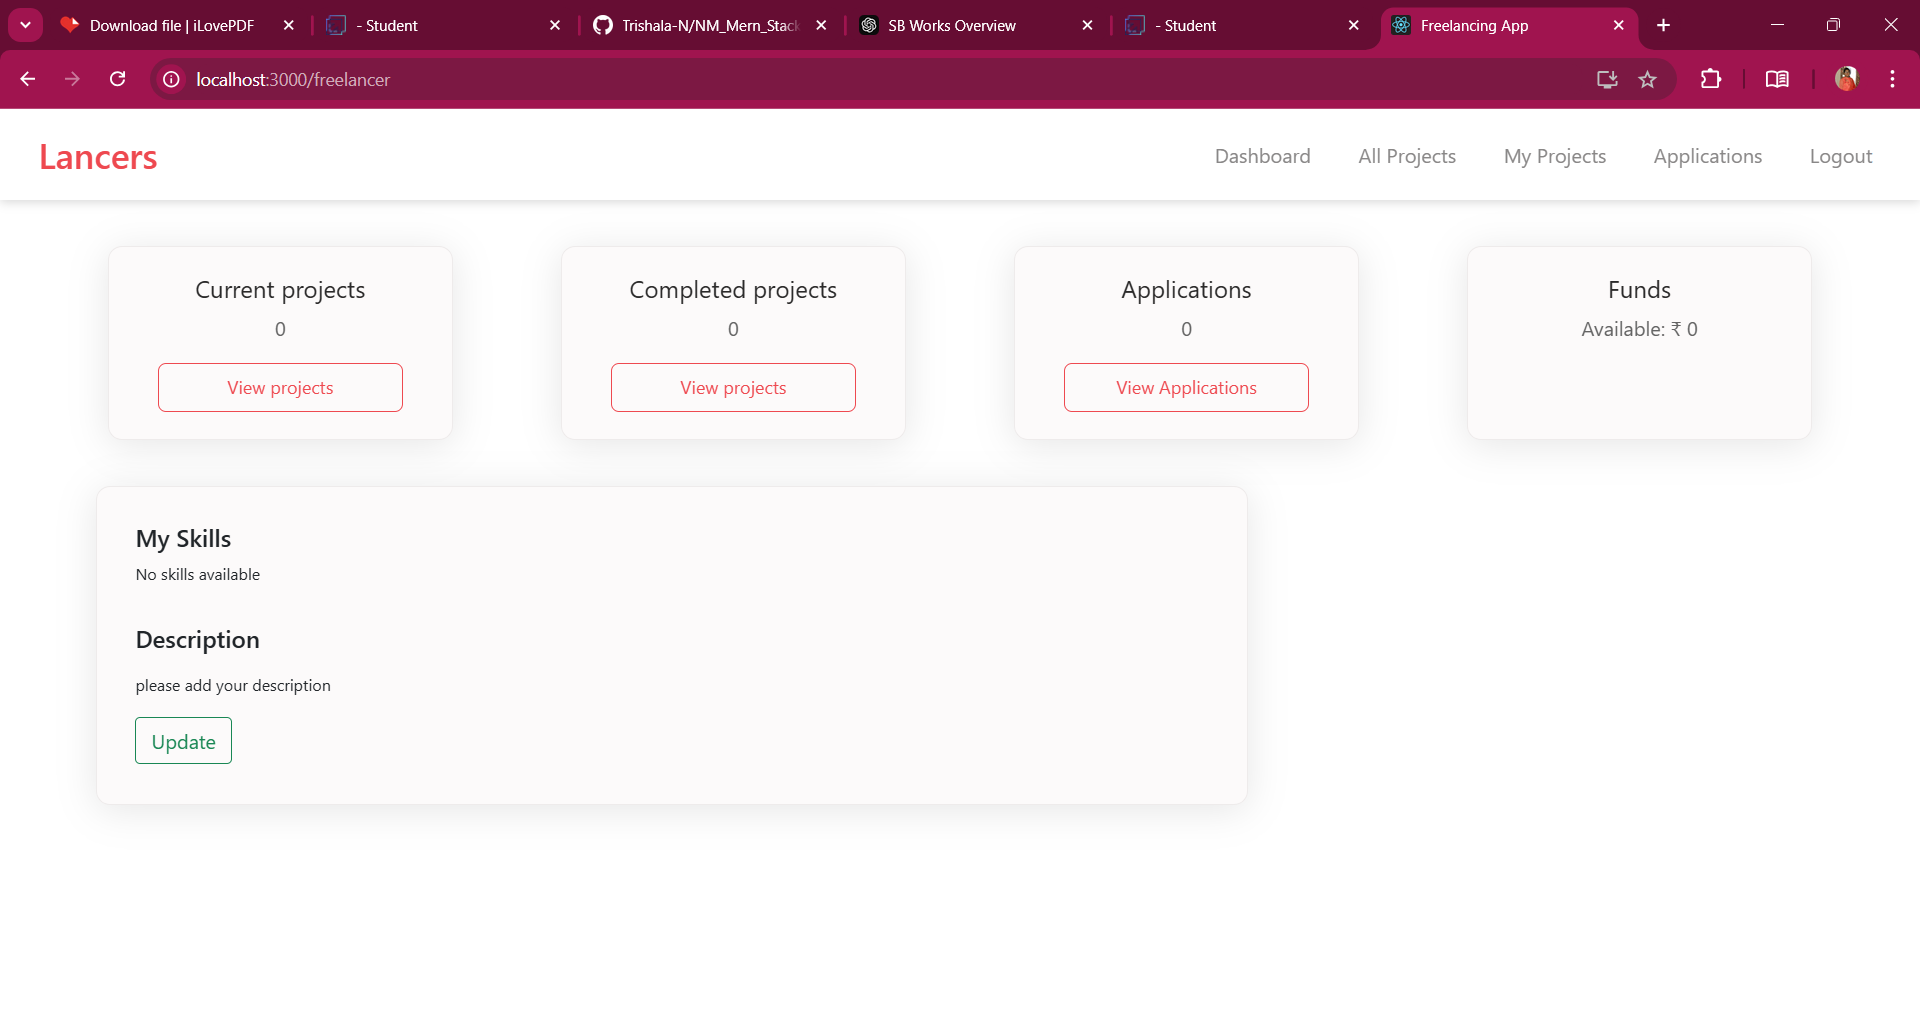 Download file | iLovePDF
- Student
Trishala-N/NM_Mern_Stack
SB Works Overview
- Student
Freelancing App
localhost:3000/freelancer
Lancers
Dashboard
All Projects
My Projects
Applications
Logout
Current projects
0
View projects
Completed projects
0
View projects
Applications
0
View Applications
Funds
Available: ₹ 0
My Skills
No skills available
Description
please add your description
Update